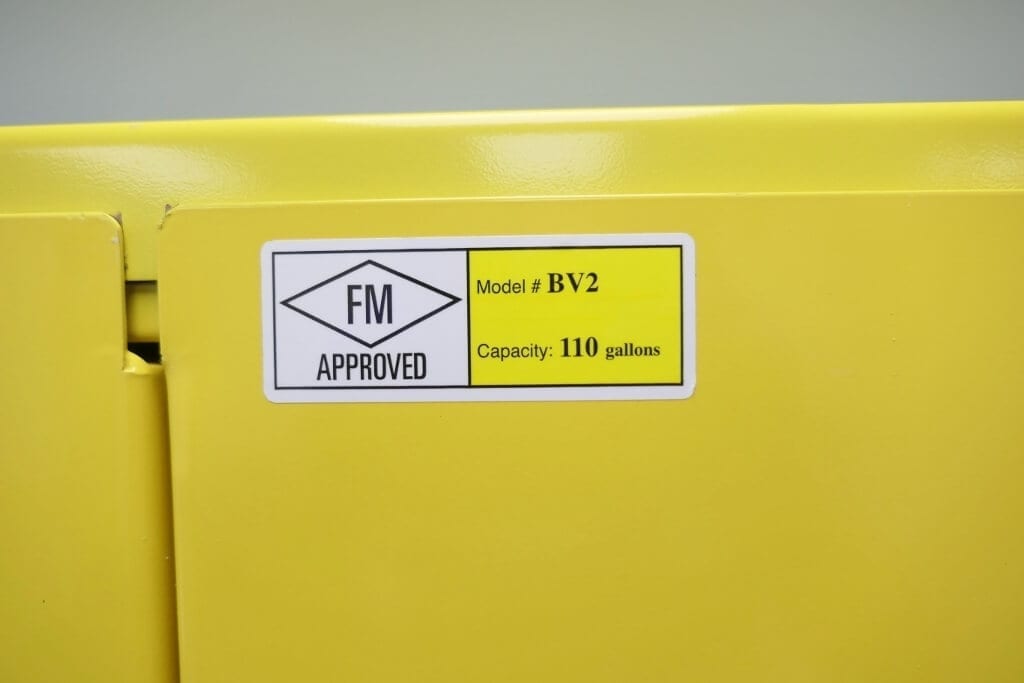 FM
APPROVED
Model # BV2
Capacity: 110 gallons